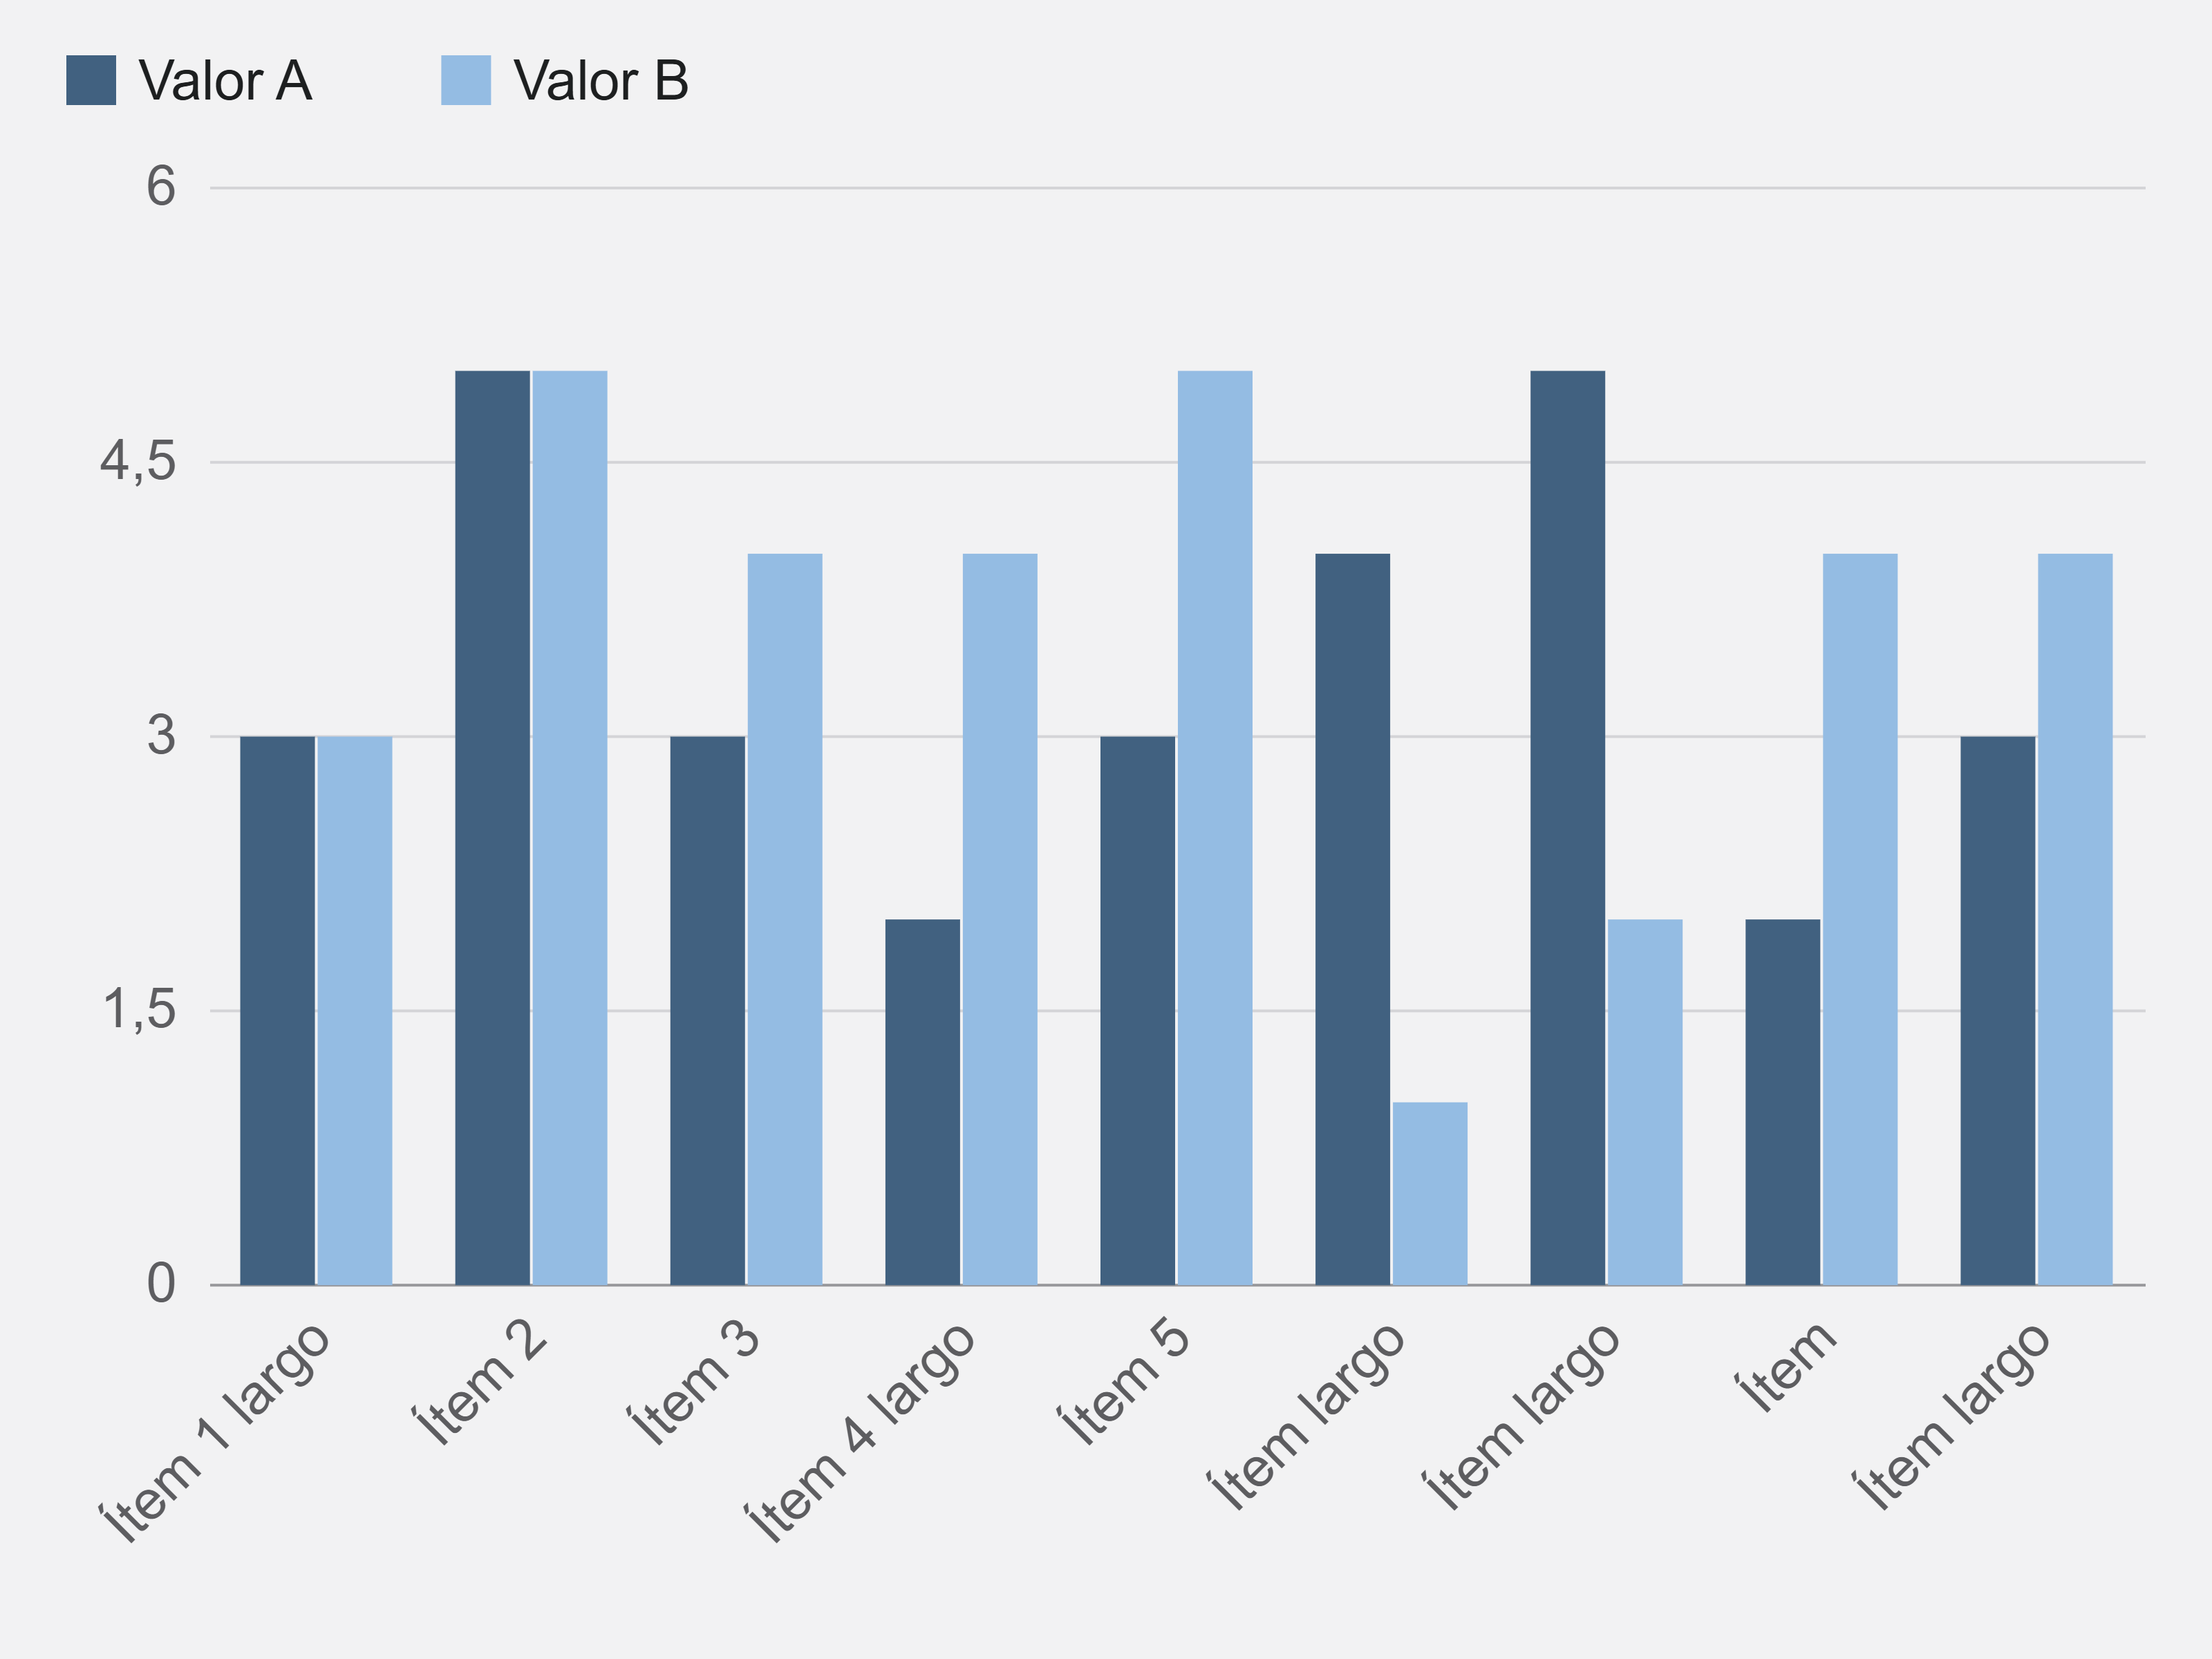 Valor A
Valor B
6
4,5
3
1,5
0
Ítem 1 largo
Ítem 2
Ítem 3
Ítem 4 largo
Ítem 5
Ítem largo
Ítem largo
Ítem
Ítem largo